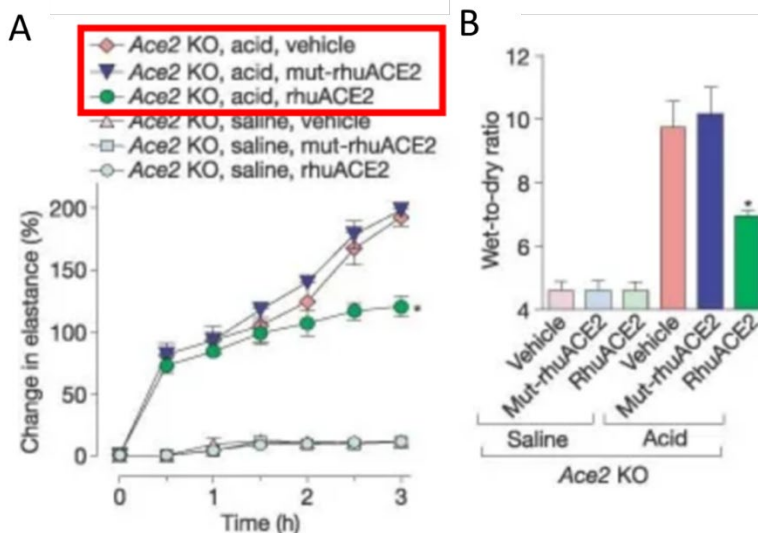 A
Ace2 KO, acid, vehicle
Ace2 KO, acid, mut-rhuACE2
Ace2 KO, acid, rhuACE2
Ace2 KO, saline, vehicle
Ace2 KO, saline, mut-rhuACE2
Ace2 KO, saline, rhuACE2
Change in elastance (%)
200
150
100
50
0
*
0 1 2 3
Time (h)
B
Wet-to-dry ratio
12
10
8
6
4
*
Vehicle
Mut-rhuACE2
RhuACE2
Vehicle
Mut-rhuACE2
RhuACE2
Saline Acid
Ace2 KO